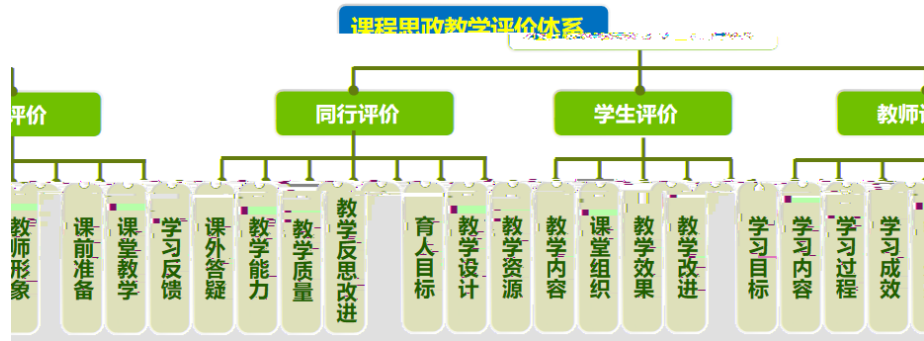 课程思政教学评价体系
评价
同行评价
学生评价
教师
教师形象
课前准备
课堂教学
学习反馈
课外答疑
教学能力
教学质量
教学反思改进
育人目标
教学设计
教学资源
教学内容
课堂组织
教学效果
教学改进
学习目标
学习内容
学习过程
学习成效